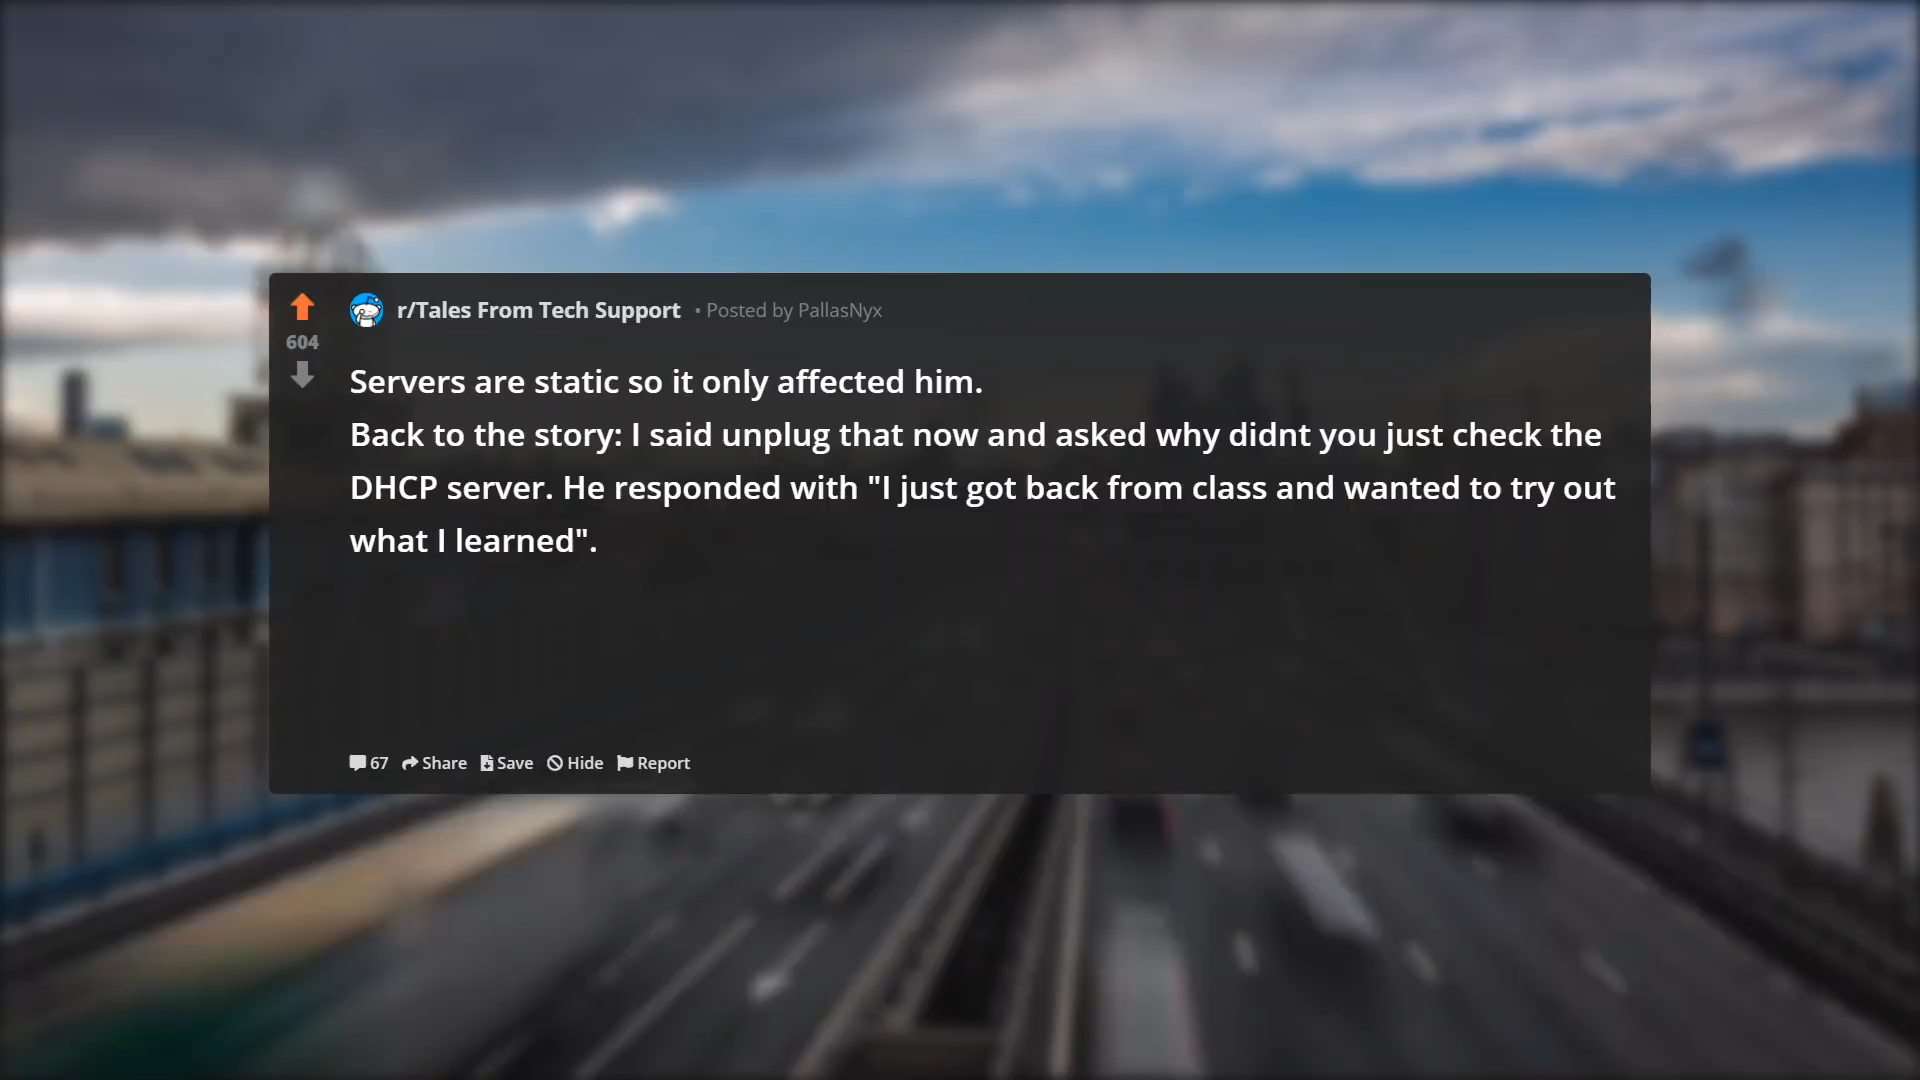 r/Tales From Tech Support • Posted by PallasNyx
604
Servers are static so it only affected him.
Back to the story: I said unplug that now and asked why didnt you just check the
DHCP server. He responded with "I just got back from class and wanted to try out
what I learned".
67 Share Save Hide Report